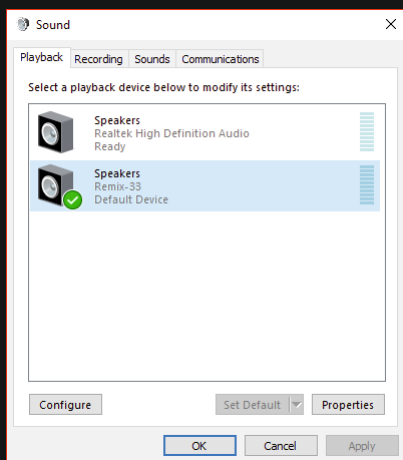 Sound
Playback Recording Sounds Communications
Select a playback device below to modify its settings:
Speakers
Realtek High Definition Audio
Ready
Speakers
Remix-33
Default Device
Configure Set Default Properties
OK Cancel Apply